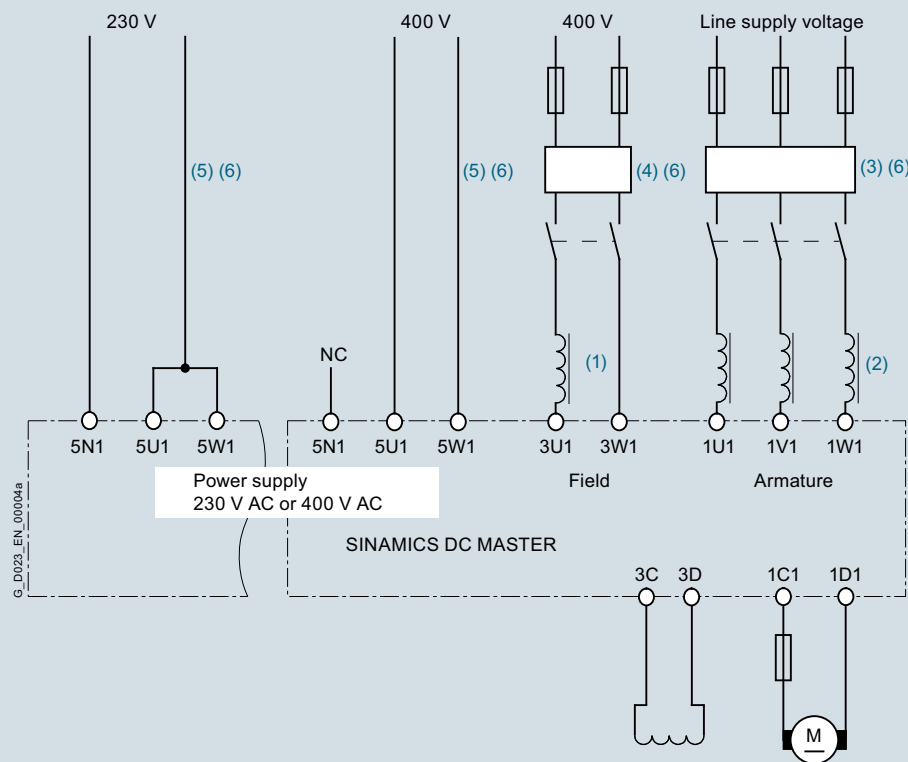 230 V
400 V
400 V
Line supply voltage
(5) (6)
(5) (6)
(4) (6)
(3) (6)
NC
(1)
(2)
5N1
5U1
5W1
5N1
5U1
5W1
3U1
3W1
1U1
1V1
1W1
Power supply
230 V AC or 400 V AC
Field
Armature
G_D023_EN_00004a
SINAMICS DC MASTER
3C
3D
1C1
1D1
M